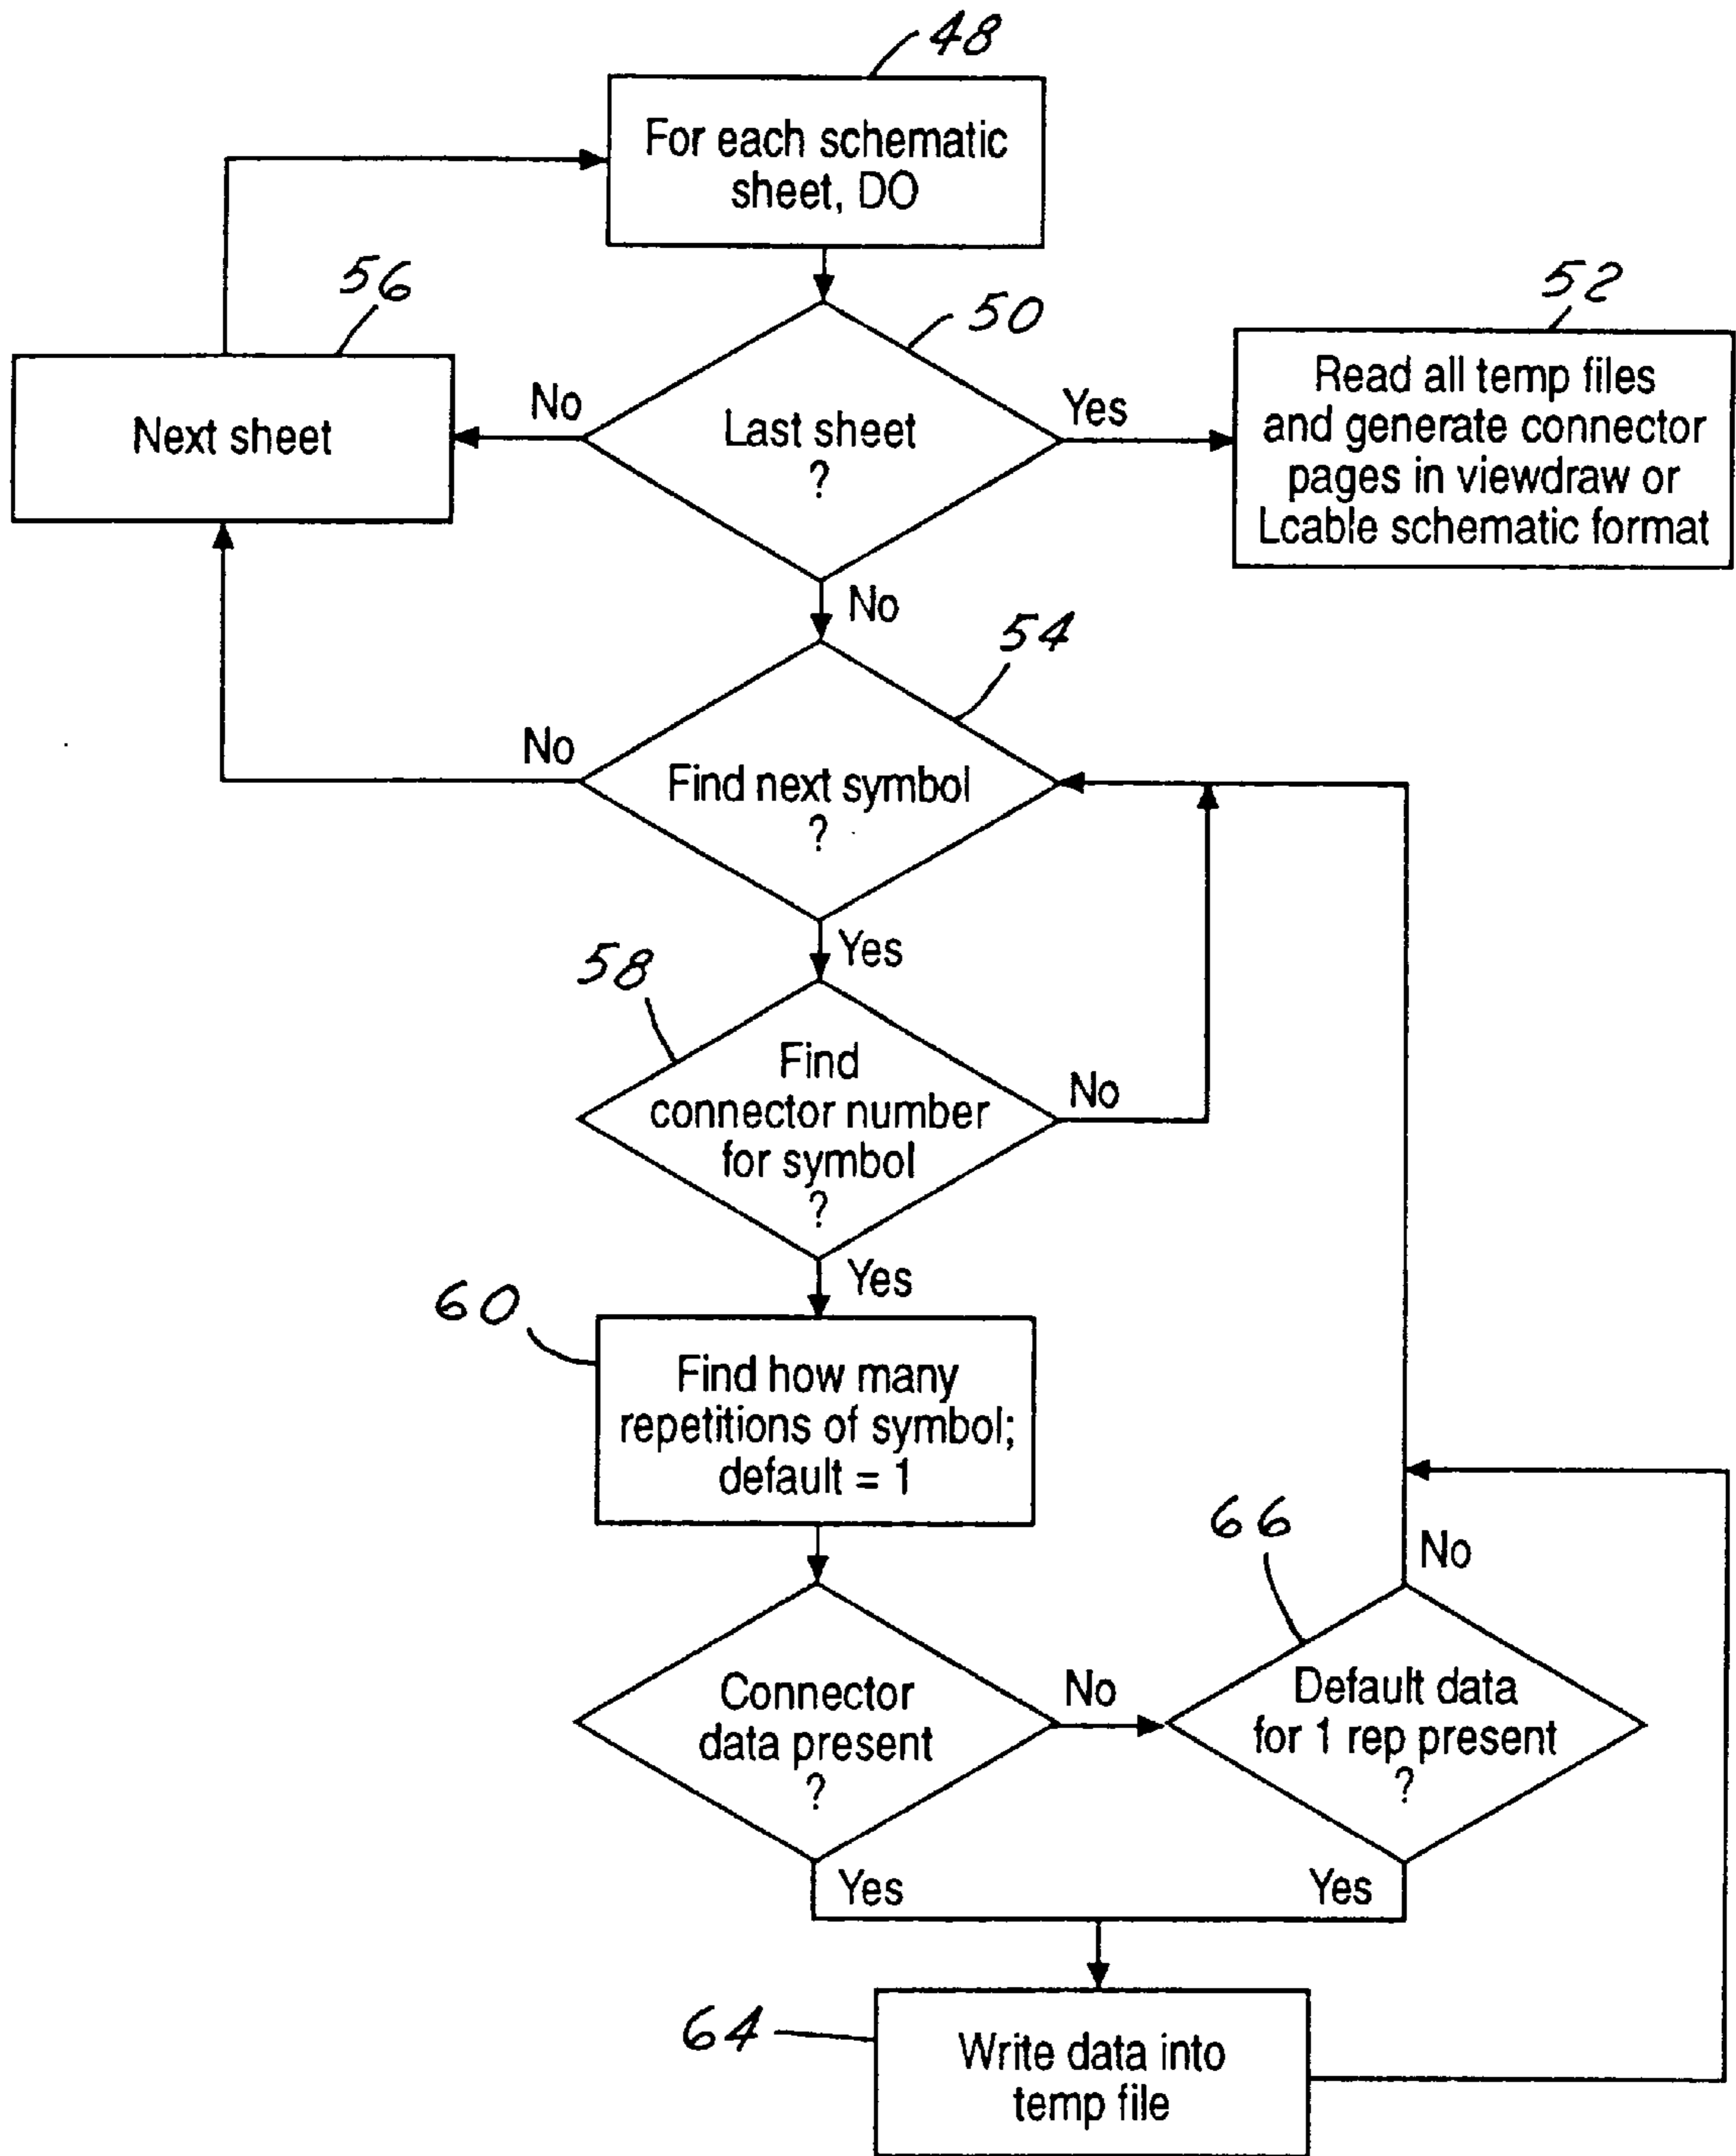 48
For each schematic
sheet, DO
56
50
52
Next sheet
No
Last sheet
?
Yes
Read all temp files
and generate connector
pages in viewdraw or
Lcable schematic format
No
54
No
Find next symbol
?
Yes
58
Find
connector number
for symbol
?
No
Yes
60
Find how many
repetitions of symbol;
default = 1
66
No
Connector
data present
?
No
Default data
for 1 rep present
?
Yes
Yes
64
Write data into
temp file